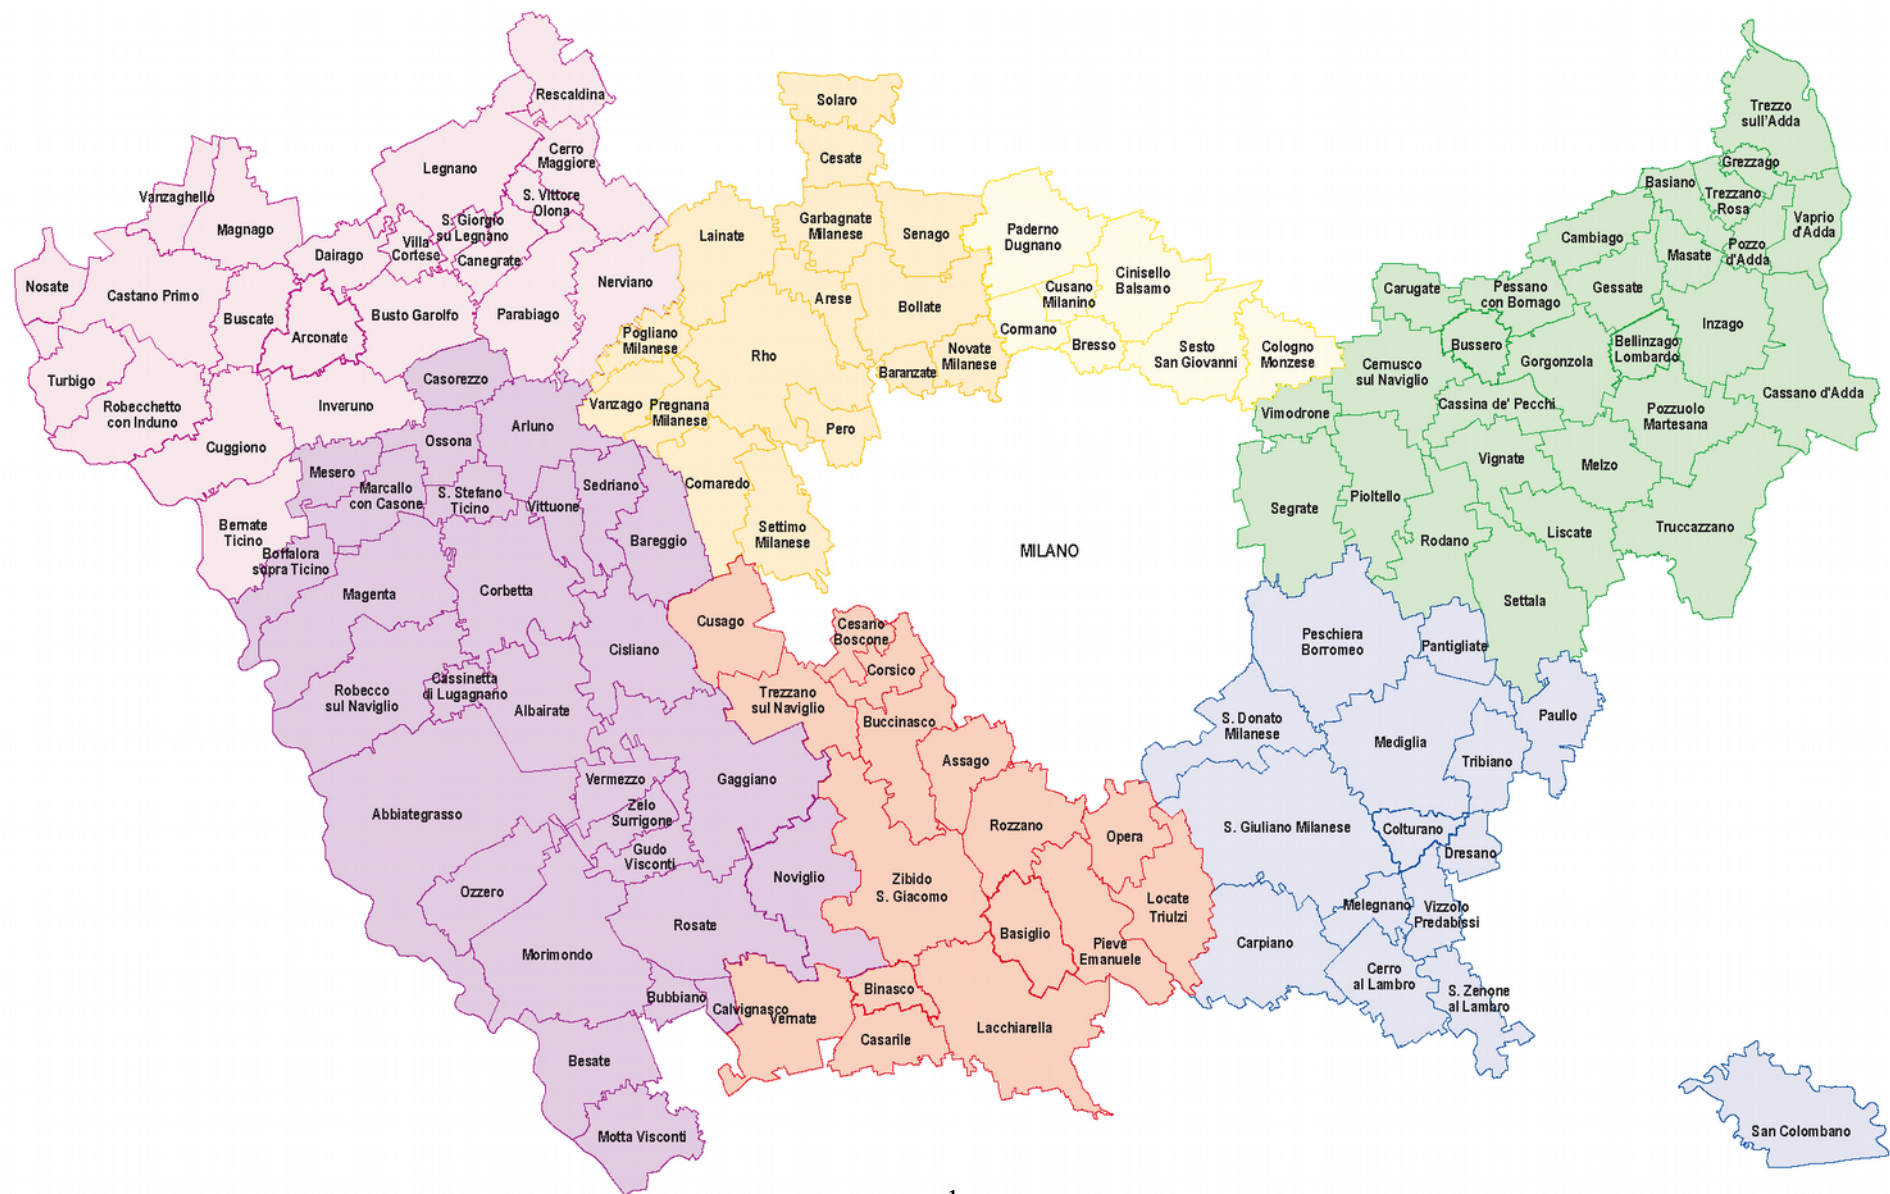 Rescaldina
Legnano
Cerro
Maggiore
Vanzaghello
Magnago
S. Vittore
Olona
S. Giorgio
su Legnano
Villa
Cortese
Canegrate
Dairago
Nosate
Castano Primo
Buscate
Arconate
Busto Garolfo
Parabiago
Nerviano
Turbigo
Robecchetto
con Induno
Inveruno
Cuggiono
Bernate
Ticino
Solaro
Cesate
Garbagnate
Milanese
Senago
Lainate
Arese
Bollate
Pogliano
Milanese
Rho
Baranzate
Novate
Milanese
Vanzago
Pregnana
Milanese
Pero
Cornaredo
Settimo
Milanese
Paderno
Dugnano
Cinisello
Balsamo
Cusano
Milanino
Cormano
Bresso
Sesto
San Giovanni
Cologno
Monzese
Trezzo
sull'Adda
Grezzago
Basiano
Trezzano
Rosa
Vaprio
d'Adda
Cambiago
Masate
Pozzo
d'Adda
Carugate
Pessano
con Bornago
Gessate
Inzago
Bussero
Bellinzago
Lombardo
Cernusco
sul Naviglio
Gorgonzola
Cassano d'Adda
Vimodrone
Cassina de' Pecchi
Pozzuolo
Martesana
Vignate
Melzo
Segrate
Pioltello
Rodano
Liscate
Truccazzano
Settala
MILANO
Casorezzo
Ossona
Arluno
Mesero
Marcallo
con Casone
S. Stefano
Ticino
Vittuone
Sedriano
Bareggio
Boffalora
sopra Ticino
Magenta
Corbetta
Cisliano
Robecco
sul Naviglio
Cassinetta
di Lugagnano
Albairate
Abbiategrasso
Vermezzo
Zelo
Surrigone
Gaggiano
Gudo
Visconti
Ozzero
Noviglio
Rosate
Morimondo
Bubbiano
Calvignasco
Besate
Motta Visconti
Cusago
Cesano
Boscone
Corsico
Trezzano
sul Naviglio
Buccinasco
Assago
Rozzano
Opera
Zibido
S. Giacomo
Basiglio
Pieve
Emanuele
Locate
Triulzi
Vernate
Binasco
Casarile
Lacchiarella
Peschiera
Borromeo
Pantigliate
S. Donato
Milanese
Mediglia
Paullo
Tribiano
S. Giuliano Milanese
Colturano
Dresano
Melegnano
Vizzolo
Predabissi
Carpiano
Cerro
al Lambro
S. Zenone
al Lambro
San Colombano